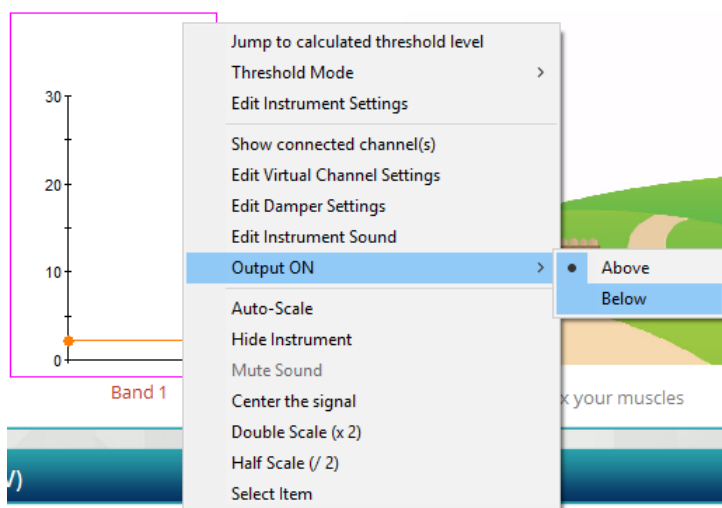 Jump to calculated threshold level
Threshold Mode
Edit Instrument Settings
Show connected channel(s)
Edit Virtual Channel Settings
Edit Damper Settings
Edit Instrument Sound
Output ON
Above
Below
Auto-Scale
Hide Instrument
Mute Sound
Center the signal
Double Scale (x 2)
Half Scale (/ 2)
Select Item
30
20
10
0
Band 1
x your muscles
V)